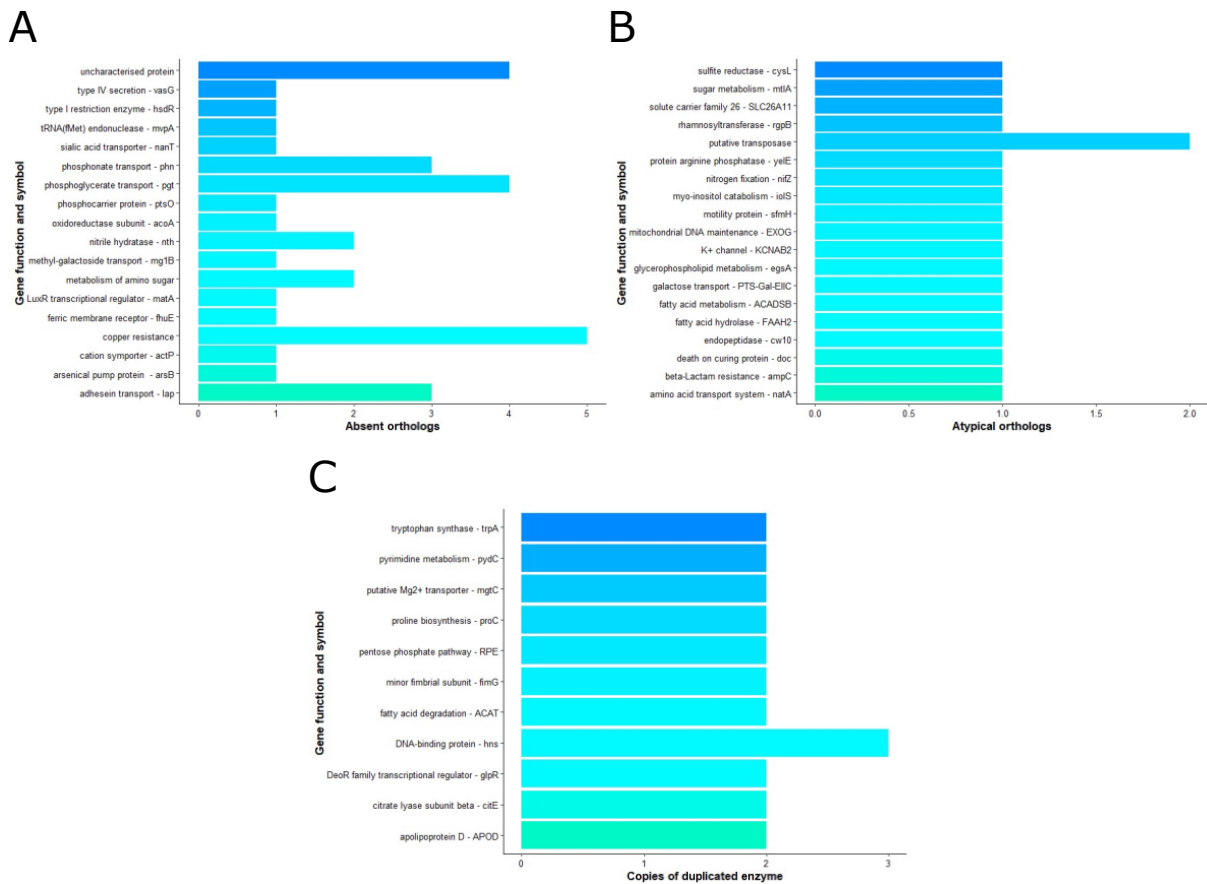 A
Gene function and symbol
uncharacterised protein
type IV secretion - vasG
type I restriction enzyme - hsdR
tRNA(fMet) endonuclease - mvpA
sialic acid transporter - nanT
phosphonate transport - phn
phosphoglycerate transport - pgt
phosphocarrier protein - ptsO
oxidoreductase subunit - acoA
nitrile hydratase - nth
methyl-galactoside transport - mg1B
metabolism of amino sugar
LuxR transcriptional regulator - matA
ferric membrane receptor - fhuE
copper resistance
cation symporter - actP
arsenical pump protein - arsB
adhesein transport - lap
0 1 2 3 4 5
Absent orthologs
B
Gene function and symbol
sulfite reductase - cysL
sugar metabolism - mtlA
solute carrier family 26 - SLC26A11
rhamnosyltransferase - rgpB
putative transposase
protein arginine phosphatase - yelE
nitrogen fixation - nifZ
myo-inositol catabolism - iolS
motility protein - sfmH
mitochondrial DNA maintenance - EXOG
K+ channel - KCNAB2
glycerophospholipid metabolism - egsA
galactose transport - PTS-Gal-EIIC
fatty acid metabolism - ACADSB
fatty acid hydrolase - FAAH2
endopeptidase - cw10
death on curing protein - doc
beta-Lactam resistance - ampC
amino acid transport system - natA
0.0 0.5 1.0 1.5 2.0
Atypical orthologs
C
Gene function and symbol
tryptophan synthase - trpA
pyrimidine metabolism - pydC
putative Mg2+ transporter - mgtC
proline biosynthesis - proC
pentose phosphate pathway - RPE
minor fimbrial subunit - fimG
fatty acid degradation - ACAT
DNA-binding protein - hns
DeoR family transcriptional regulator - glpR
citrate lyase subunit beta - citE
apolipoprotein D - APOD
0 1 2 3
Copies of duplicated enzyme